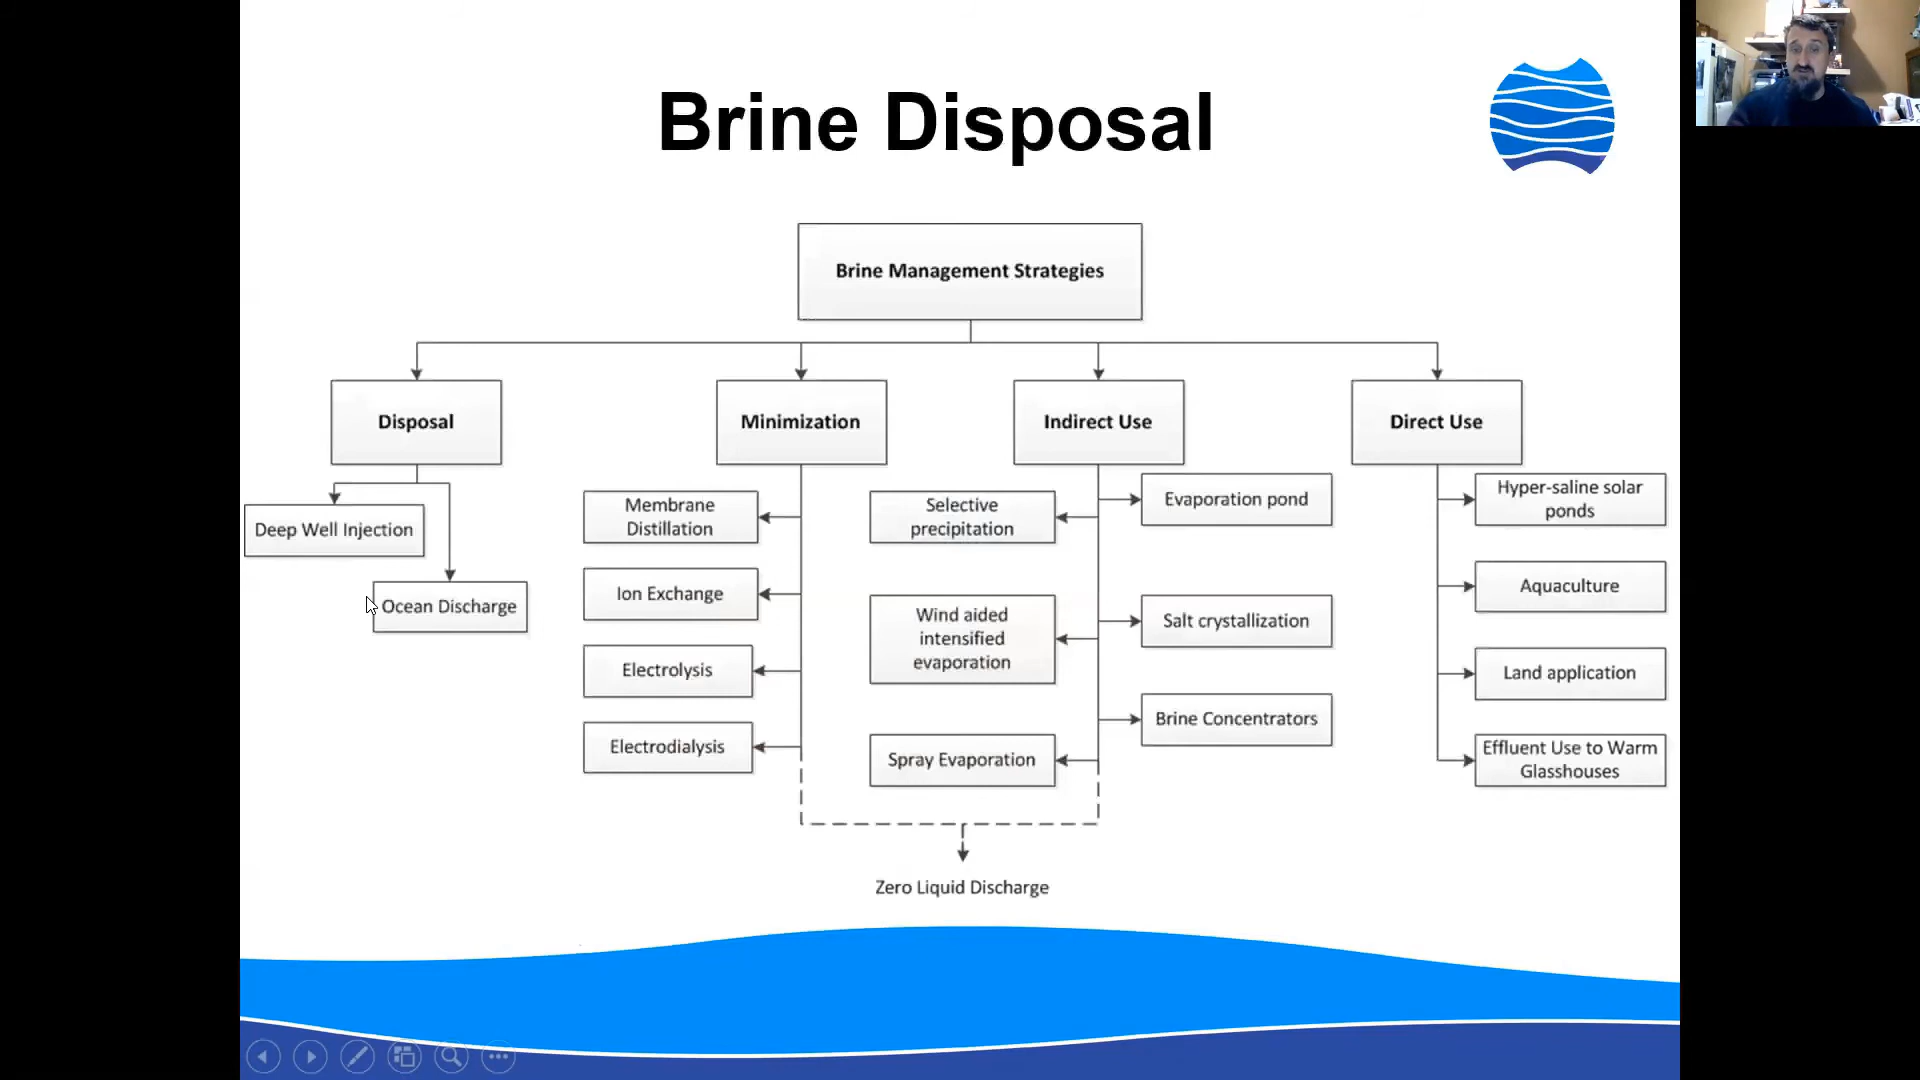 Brine Disposal
Brine Management Strategies
Disposal
Minimization
Indirect Use
Direct Use
Deep Well Injection
Ocean Discharge
Membrane
Distillation
Ion Exchange
Electrolysis
Electrodialysis
Selective
precipitation
Wind aided
intensified
evaporation
Spray Evaporation
Evaporation pond
Salt crystallization
Brine Concentrators
Hyper-saline solar
ponds
Aquaculture
Land application
Effluent Use to Warm
Glasshouses
Zero Liquid Discharge